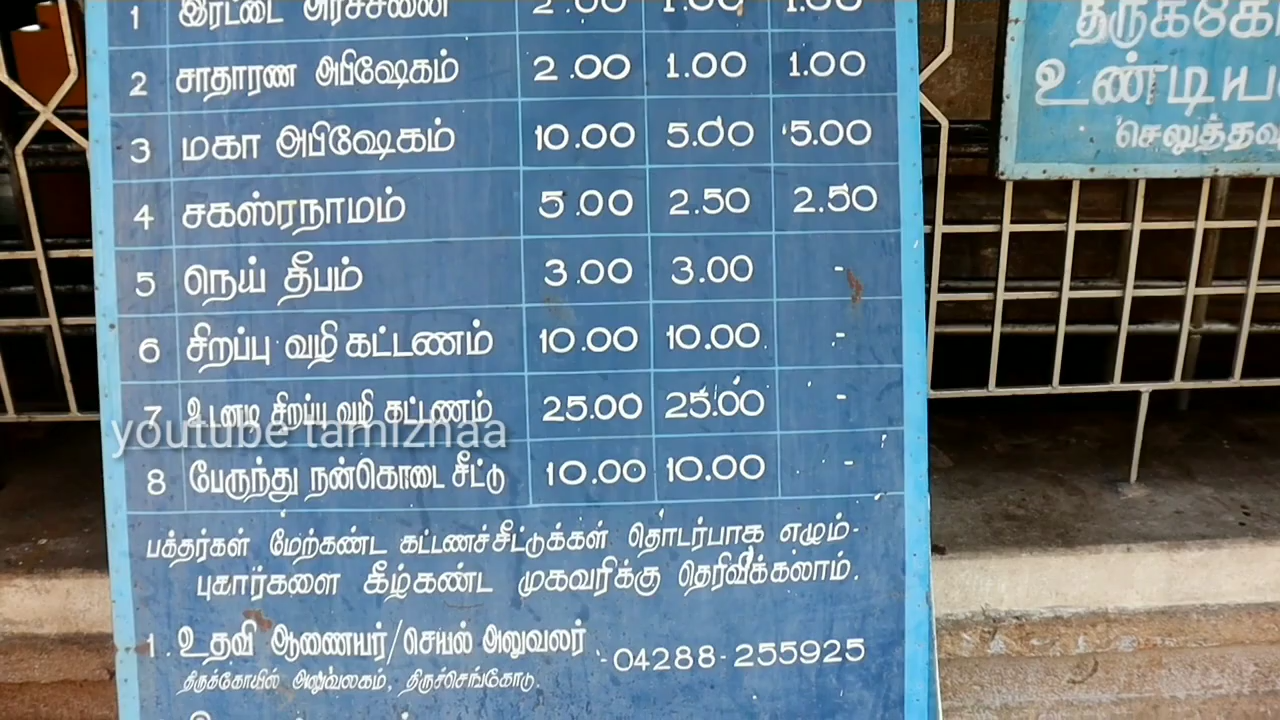 1 இரட்டை அர்ச்சனை 2.00 1.00 1.00
2 சாதாரண அபிஷேகம் 2.00 1.00 1.00
3 மகா அபிஷேகம் 10.00 5.00 5.00
4 சகஸ்ரநாமம் 5.00 2.50 2.50
5 நெய் தீபம் 3.00 3.00 -
6 சிறப்பு வழி கட்டணம் 10.00 10.00 -
7 உடனடி சிறப்பு வழி கட்டணம் 25.00 25.00 -
youtube tamizhaa
8 பேருந்து நன்கொடை சீட்டு 10.00 10.00 -
பக்தர்கள் மேற்கண்ட கட்டணச்சீட்டுக்கள் தொடர்பாக எழும்-
புகார்களை கீழ்கண்ட முகவரிக்கு தெரிவிக்கலாம்.
1. உதவி ஆணையர்/செயல் அலுவலர் -04288-255925
திருக்கோயில் அலுவலகம், திருச்செங்கோடு.
திருக்கோ
உண்டிய
செலுத்தவ